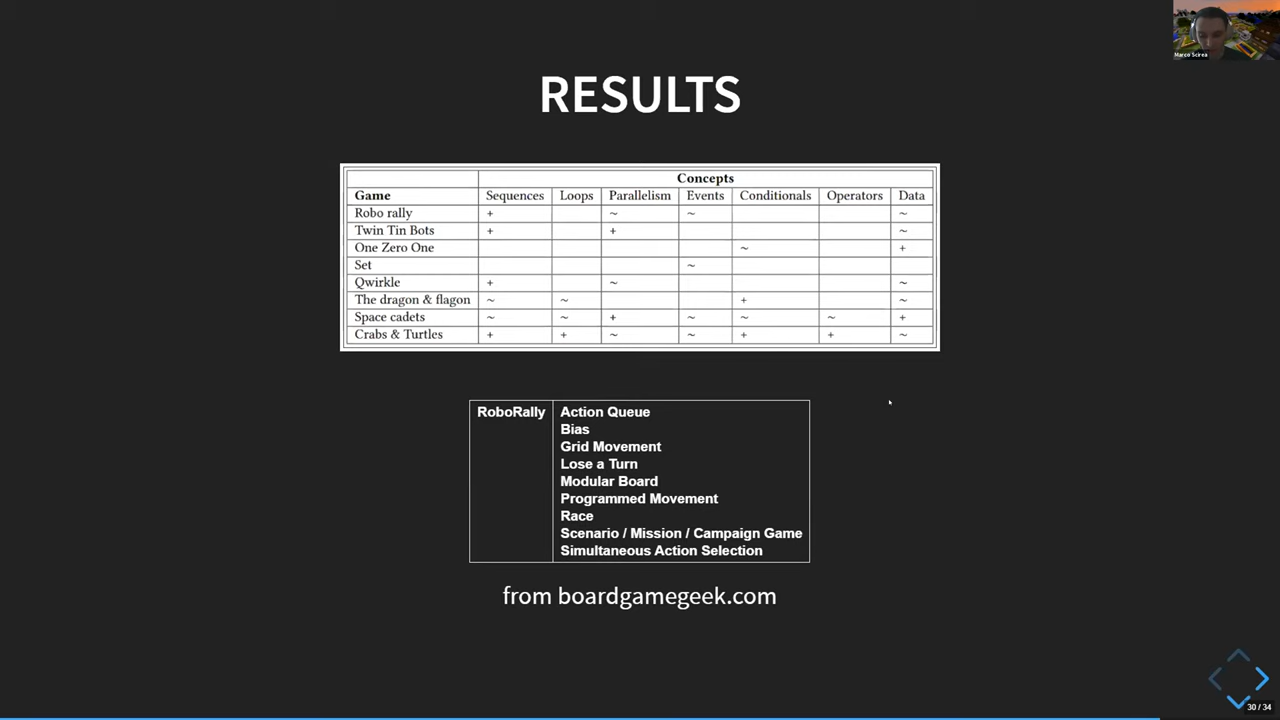 Marco Scirea
RESULTS
Concepts
Game Sequences Loops Parallelism Events Conditionals Operators Data
Robo rally + ~ ~ ~
Twin Tin Bots + + ~
One Zero One ~ +
Set ~
Qwirkle + ~ ~
The dragon & flagon ~ ~ + ~
Space cadets ~ ~ + ~ ~ ~ +
Crabs & Turtles + + ~ ~ + + ~
RoboRally Action Queue
Bias
Grid Movement
Lose a Turn
Modular Board
Programmed Movement
Race
Scenario / Mission / Campaign Game
Simultaneous Action Selection
from boardgamegeek.com
30 / 34